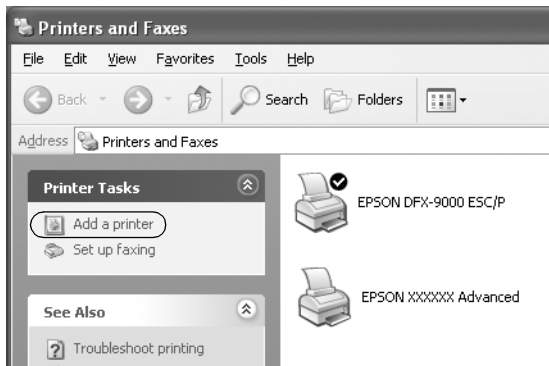 Printers and Faxes
File Edit View Favorites Tools Help
Back Search Folders
Address Printers and Faxes
Printer Tasks
Add a printer
Set up faxing
See Also
Troubleshoot printing
EPSON DFX-9000 ESC/P
EPSON XXXXXX Advanced